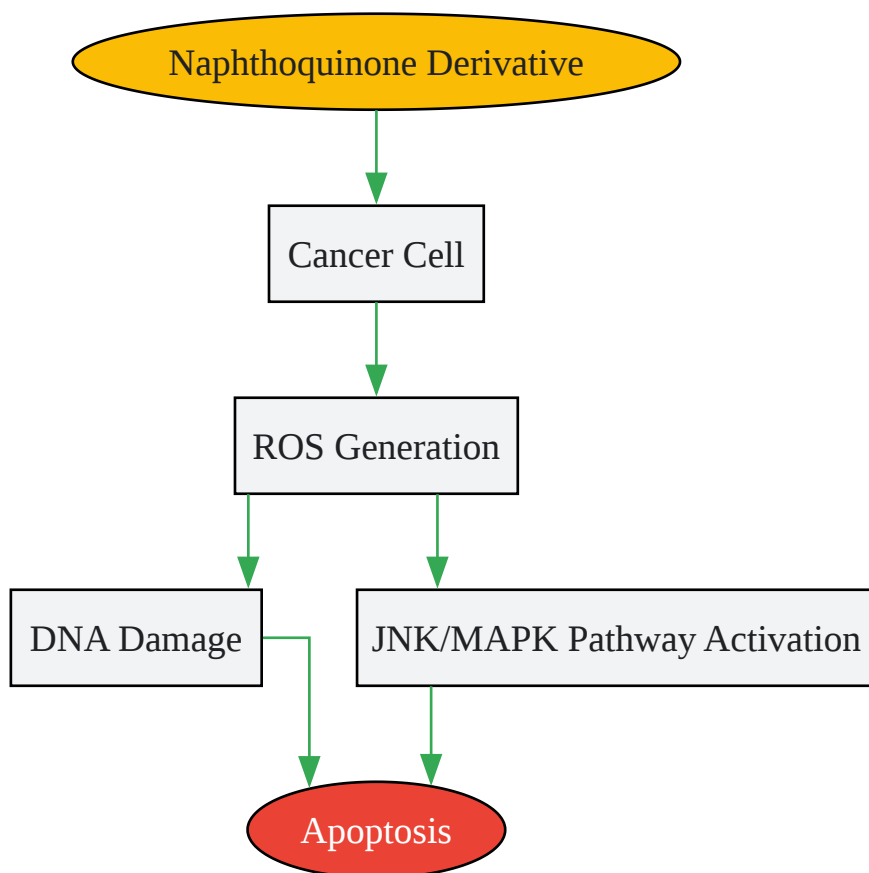 Naphthoquinone Derivative
Cancer Cell
ROS Generation
DNA Damage
JNK/MAPK Pathway Activation
Apoptosis